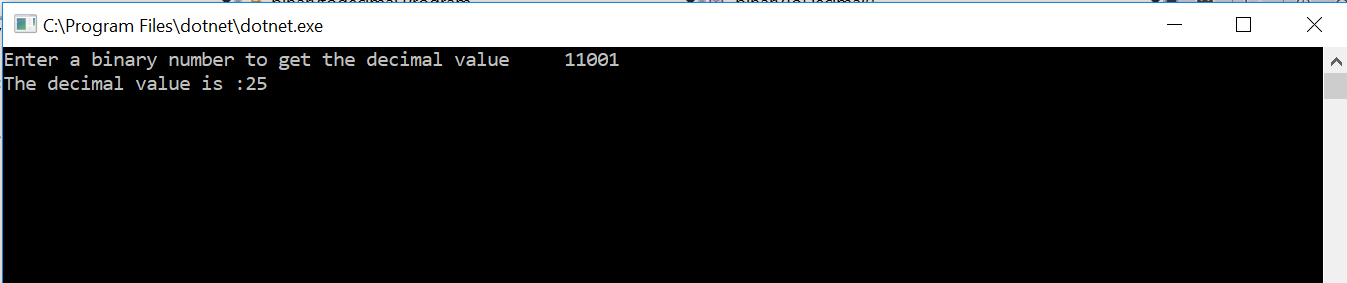 C:\Program Files\dotnet\dotnet.exe
Enter a binary number to get the decimal value     11001
The decimal value is :25